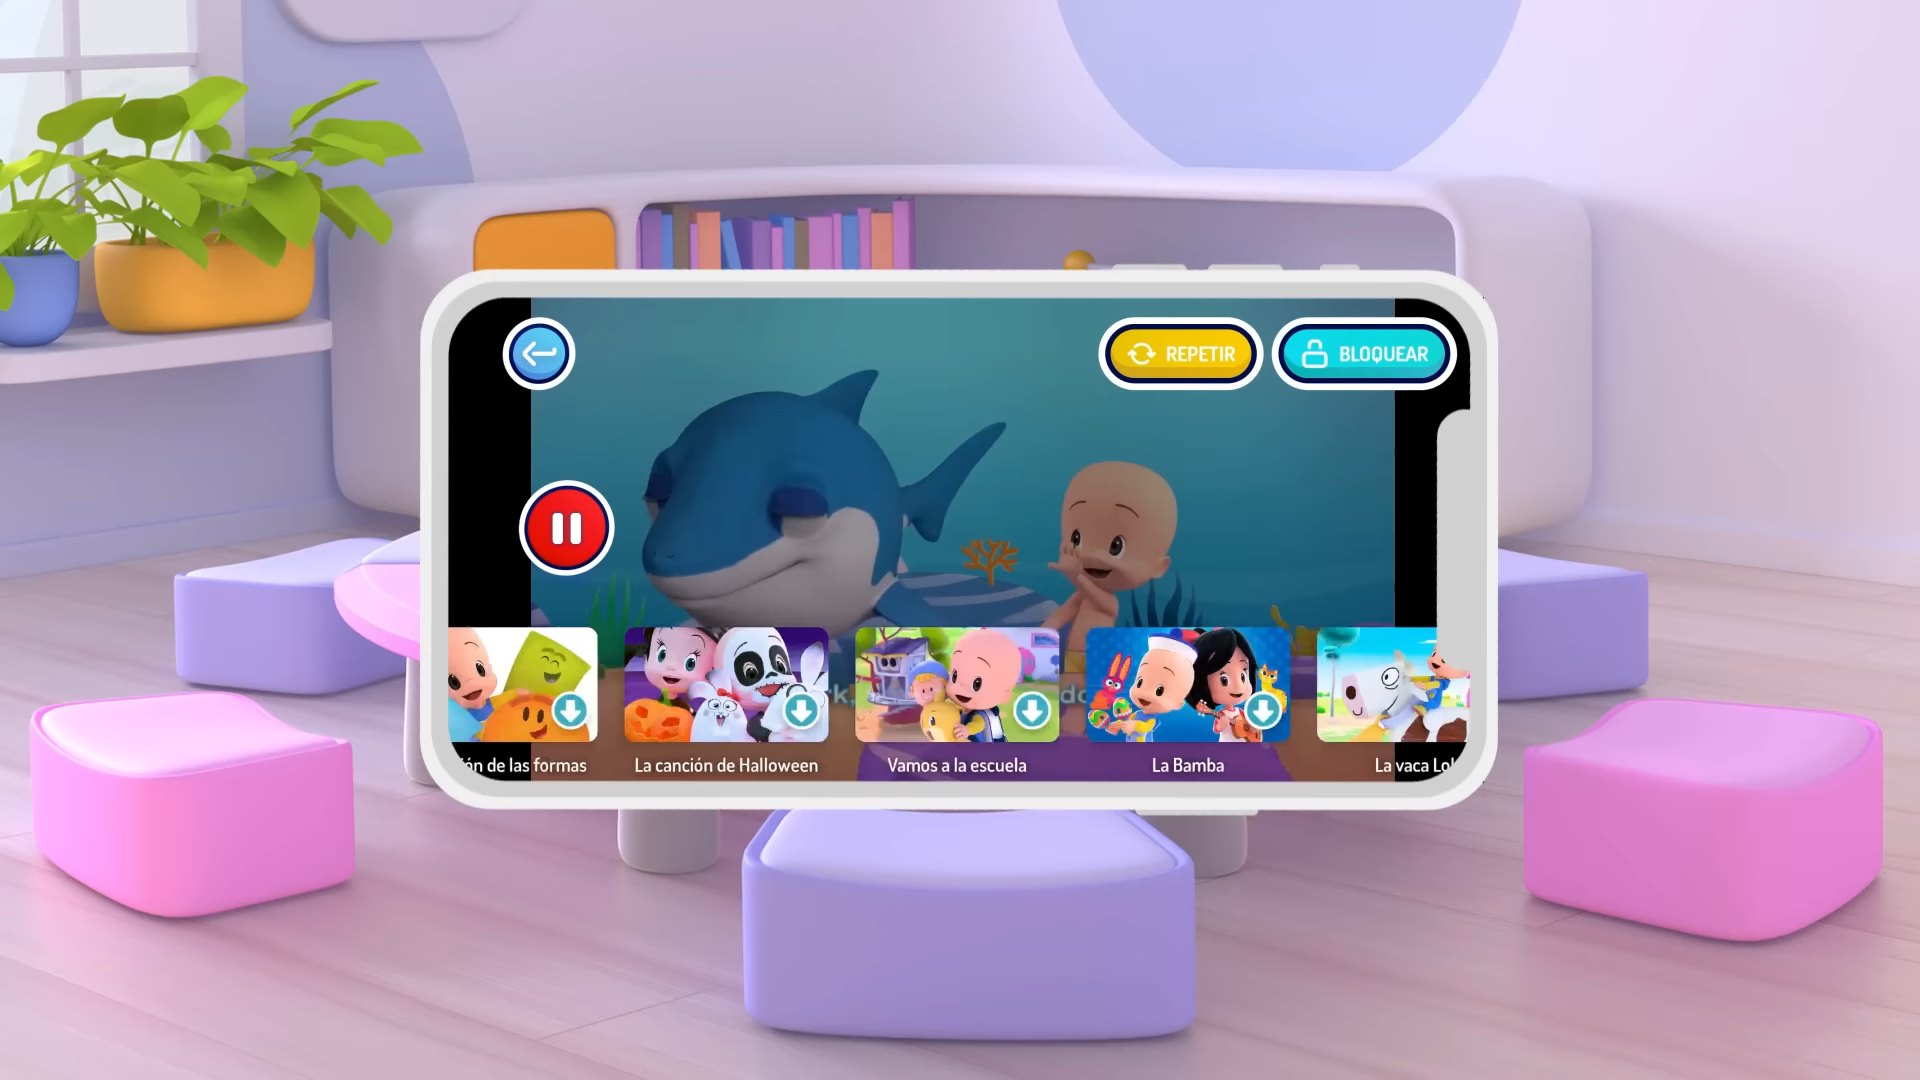 REPETIR
BLOQUEAR
de las formas
La canción de Halloween
Vamos a la escuela
La Bamba
La vaca